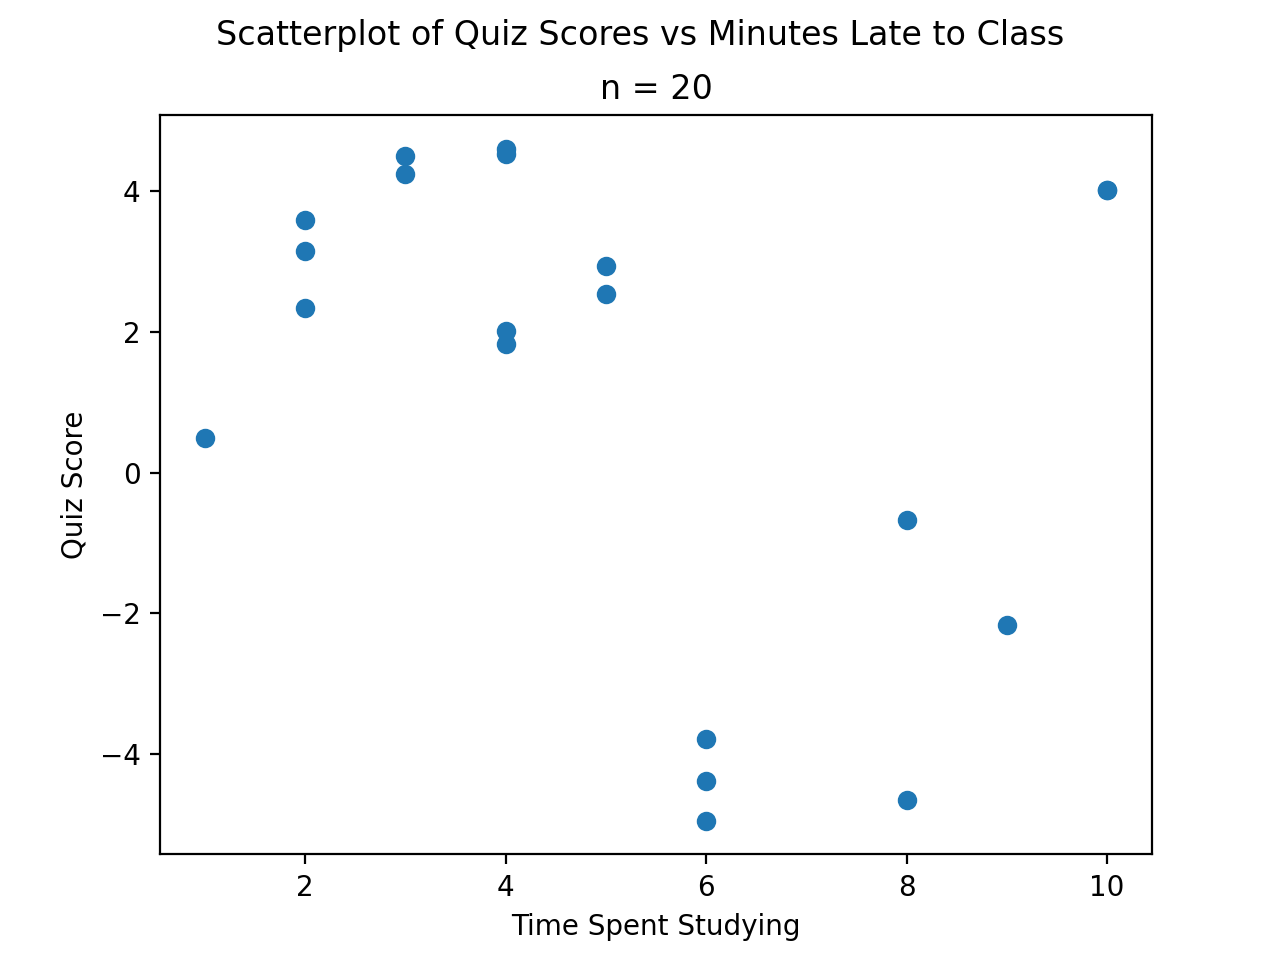 Scatterplot of Quiz Scores vs Minutes Late to Class
n = 20
4
2
0
−2
−4
Quiz Score
2 4 6 8 10
Time Spent Studying